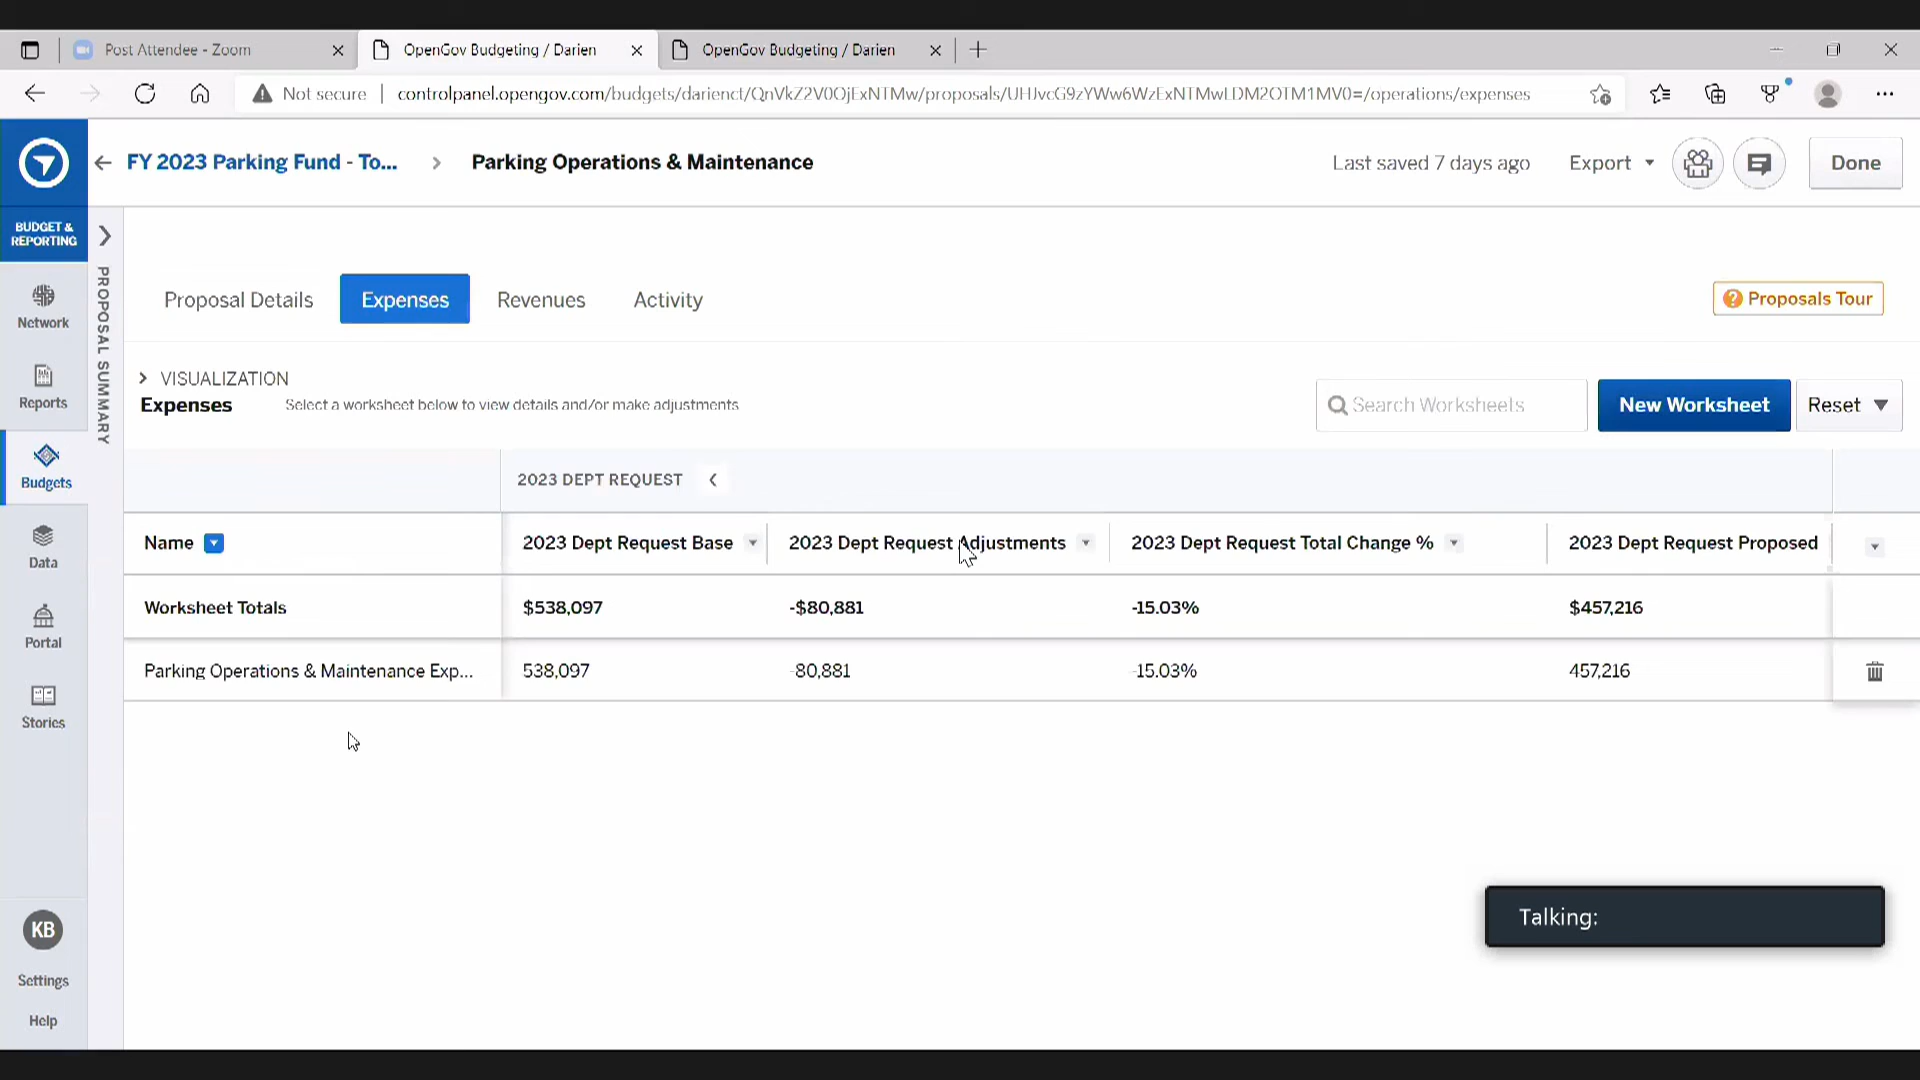 Post Attendee - Zoom
OpenGov Budgeting / Darien
OpenGov Budgeting / Darien
Not secure
controlpanel.opengov.com/budgets/darienct/QnVkZ2V0OjExNTMw/proposals/UHJvcG9zYWw6WzExNTMwLDM2OTM1MV0=/operations/expenses
FY 2023 Parking Fund - To...
Parking Operations & Maintenance
Last saved 7 days ago
Export
Done
BUDGET & REPORTING
PROPOSAL SUMMARY
Network
Reports
Budgets
Data
Portal
Stories
KB
Settings
Help
Proposal Details
Expenses
Revenues
Activity
Proposals Tour
VISUALIZATION
Expenses
Select a worksheet below to view details and/or make adjustments
Search Worksheets
New Worksheet
Reset
2023 DEPT REQUEST
Name
2023 Dept Request Base
2023 Dept Request Adjustments
2023 Dept Request Total Change %
2023 Dept Request Proposed
Worksheet Totals
$538,097
-$80,881
-15.03%
$457,216
Parking Operations & Maintenance Exp...
538,097
-80,881
-15.03%
457,216
Talking: